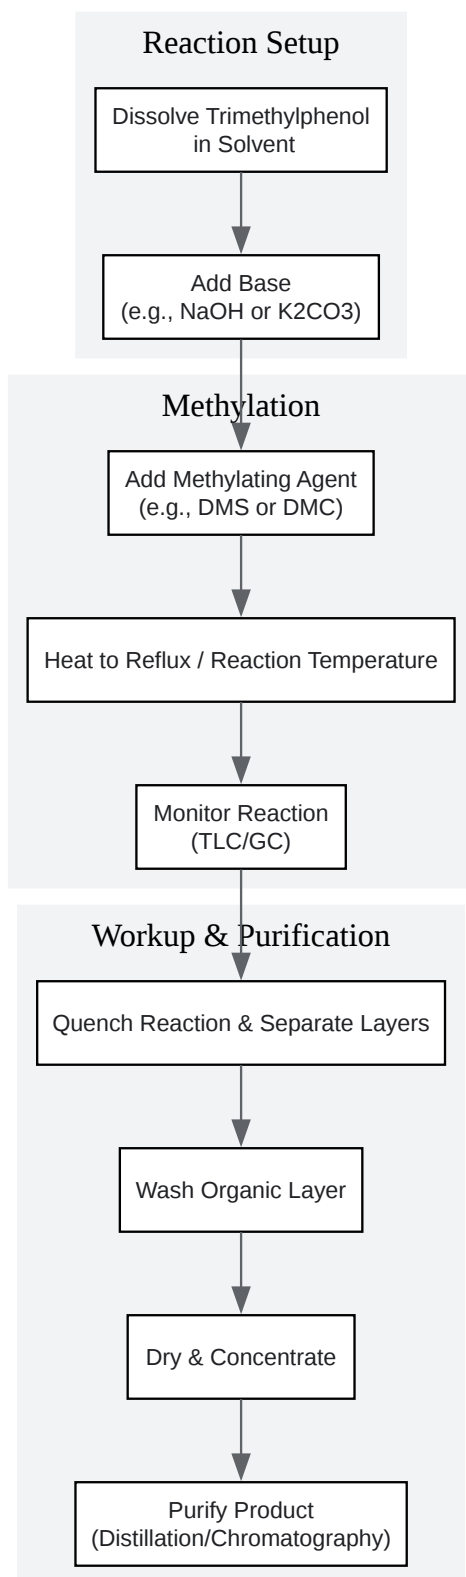 Reaction Setup
Dissolve Trimethylphenol
in Solvent
Add Base
(e.g., NaOH or K2CO3)
Methylation
Add Methylating Agent
(e.g., DMS or DMC)
Heat to Reflux / Reaction Temperature
Monitor Reaction
(TLC/GC)
Workup & Purification
Quench Reaction & Separate Layers
Wash Organic Layer
Dry & Concentrate
Purify Product
(Distillation/Chromatography)